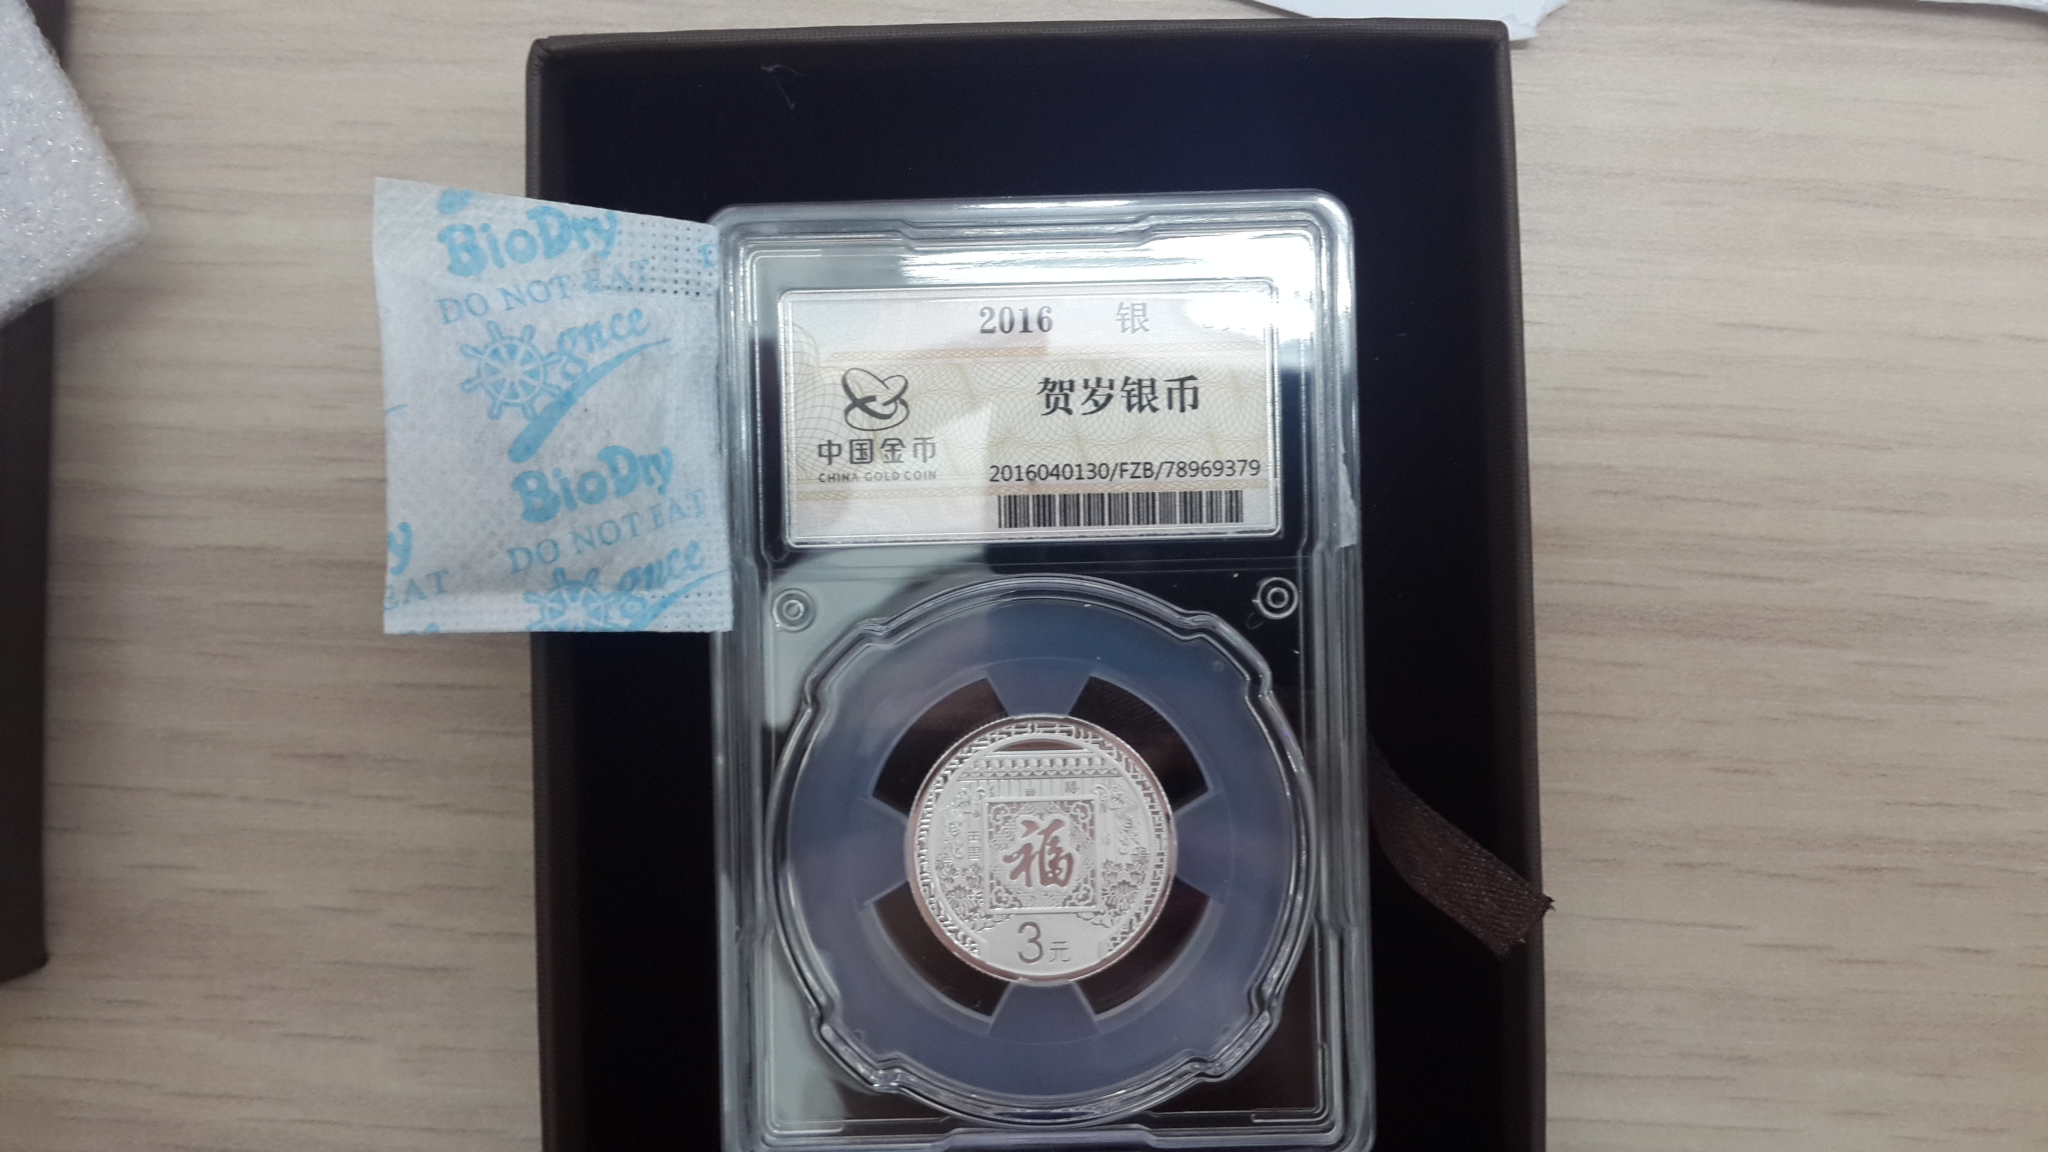 BioDry
DO NOT EAT
BioDry
DO NOT EAT
EAT
2016 银
贺岁银币
中国金币
CHINA GOLD COIN
2016040130/FZB/78969379
福
3元